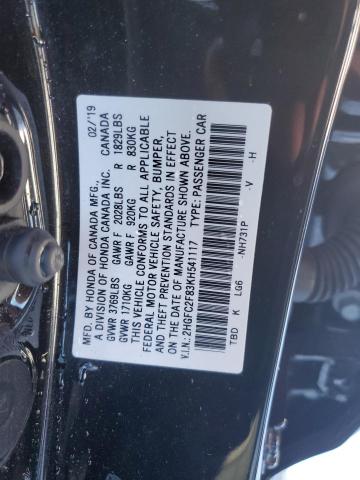 MFD. BY HONDA OF CANADA MFG., 02/'19
A DIVISION OF HONDA CANADA INC. CANADA
GVWR 3769LBS GAWR F 2028LBS R 1829LBS
GVWR 1710KG GAWR F 920KG R 830KG
THIS VEHICLE CONFORMS TO ALL APPLICABLE
FEDERAL MOTOR VEHICLE SAFETY, BUMPER,
AND THEFT PREVENTION STANDARDS IN EFFECT
ON THE DATE OF MANUFACTURE SHOWN ABOVE.
V.I.N.: 2HGFC2F83KH541117 TYPE: PASSENGER CAR
TBD K LG6 -NH731P -V -H